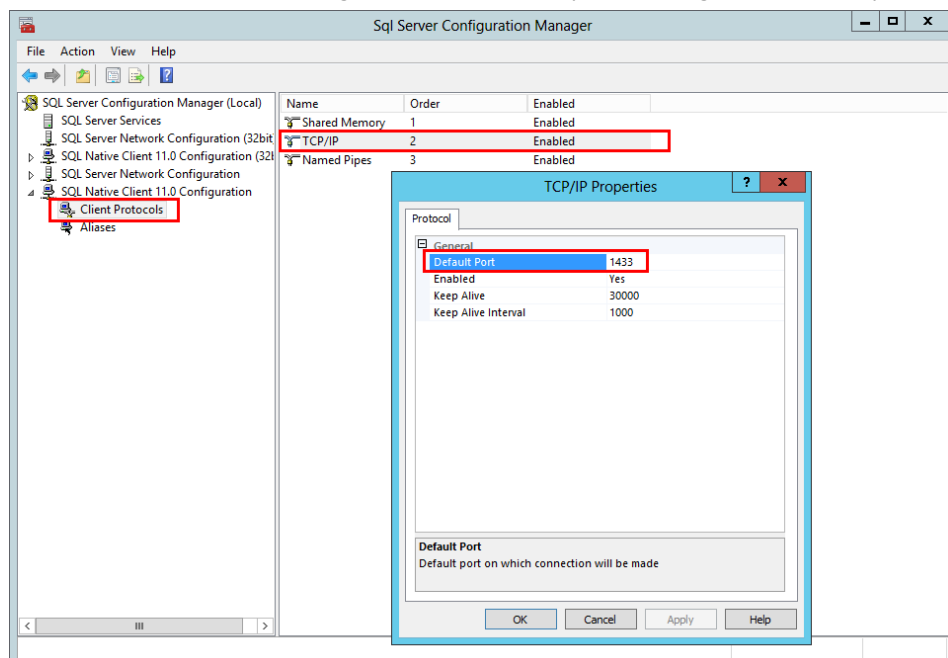 Sql Server Configuration Manager
File Action View Help
SQL Server Configuration Manager (Local)
SQL Server Services
SQL Server Network Configuration (32bit
SQL Native Client 11.0 Configuration (32
SQL Server Network Configuration
SQL Native Client 11.0 Configuration
Client Protocols
Aliases
Name Order Enabled
Shared Memory 1 Enabled
TCP/IP 2 Enabled
Named Pipes 3 Enabled
TCP/IP Properties ? x
Protocol
General
Default Port 1433
Enabled Yes
Keep Alive 30000
Keep Alive Interval 1000
Default Port
Default port on which connection will be made
OK Cancel Apply Help